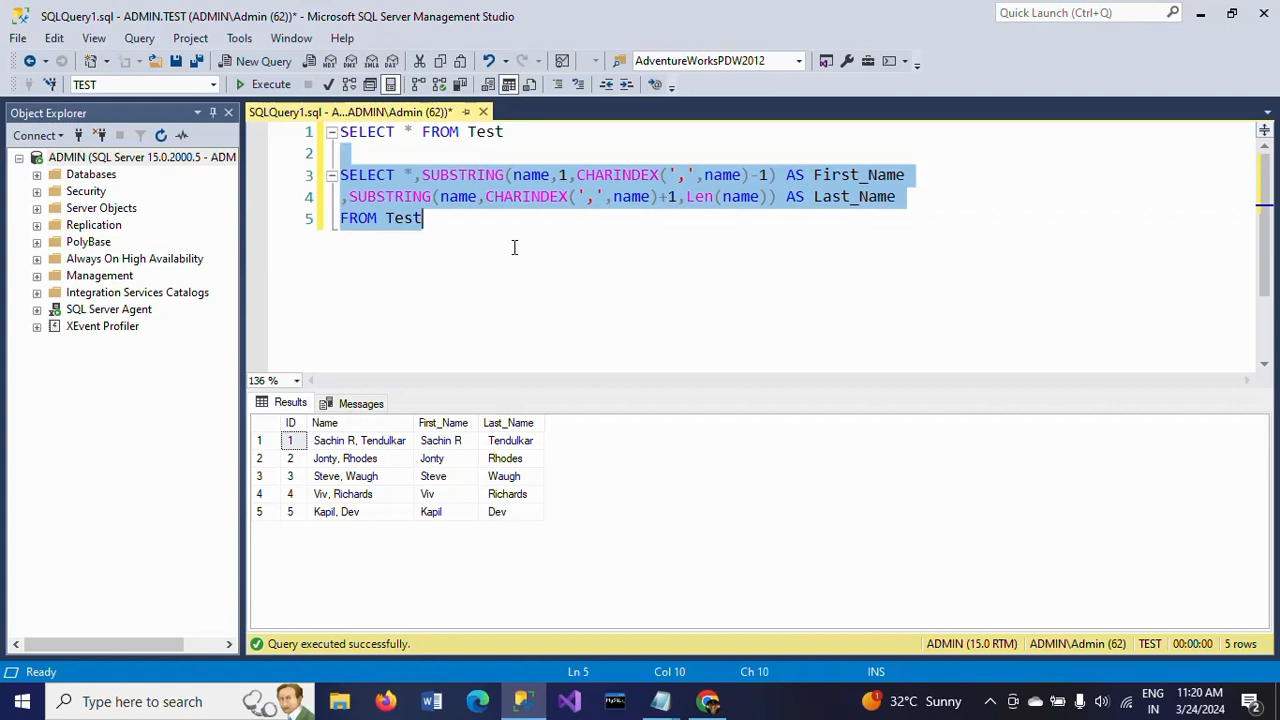 SQLQuery1.sql - ADMIN.TEST (ADMIN\Admin (62))* - Microsoft SQL Server Management Studio
Quick Launch (Ctrl+Q)
File Edit View Query Project Tools Window Help
New Query
AdventureWorksPDW2012
TEST
Execute
Object Explorer
SQLQuery1.sql - A...ADMIN\Admin (62))*
Connect
ADMIN (SQL Server 15.0.2000.5 - ADM
Databases
Security
Server Objects
Replication
PolyBase
Always On High Availability
Management
Integration Services Catalogs
SQL Server Agent
XEvent Profiler
1 SELECT * FROM Test
2
3 SELECT *,SUBSTRING(name,1,CHARINDEX(',',name)-1) AS First_Name
4 ,SUBSTRING(name,CHARINDEX(',',name)+1,Len(name)) AS Last_Name
5 FROM Test
136 %
Results Messages
ID Name First_Name Last_Name
1 1 Sachin R, Tendulkar Sachin R Tendulkar
2 2 Jonty, Rhodes Jonty Rhodes
3 3 Steve, Waugh Steve Waugh
4 4 Viv, Richards Viv Richards
5 5 Kapil, Dev Kapil Dev
Query executed successfully.
ADMIN (15.0 RTM) ADMIN\Admin (62) TEST 00:00:00 5 rows
Ready
Ln 5 Col 10 Ch 10 INS
Type here to search
32°C Sunny
ENG
IN
11:20 AM
3/24/2024
2